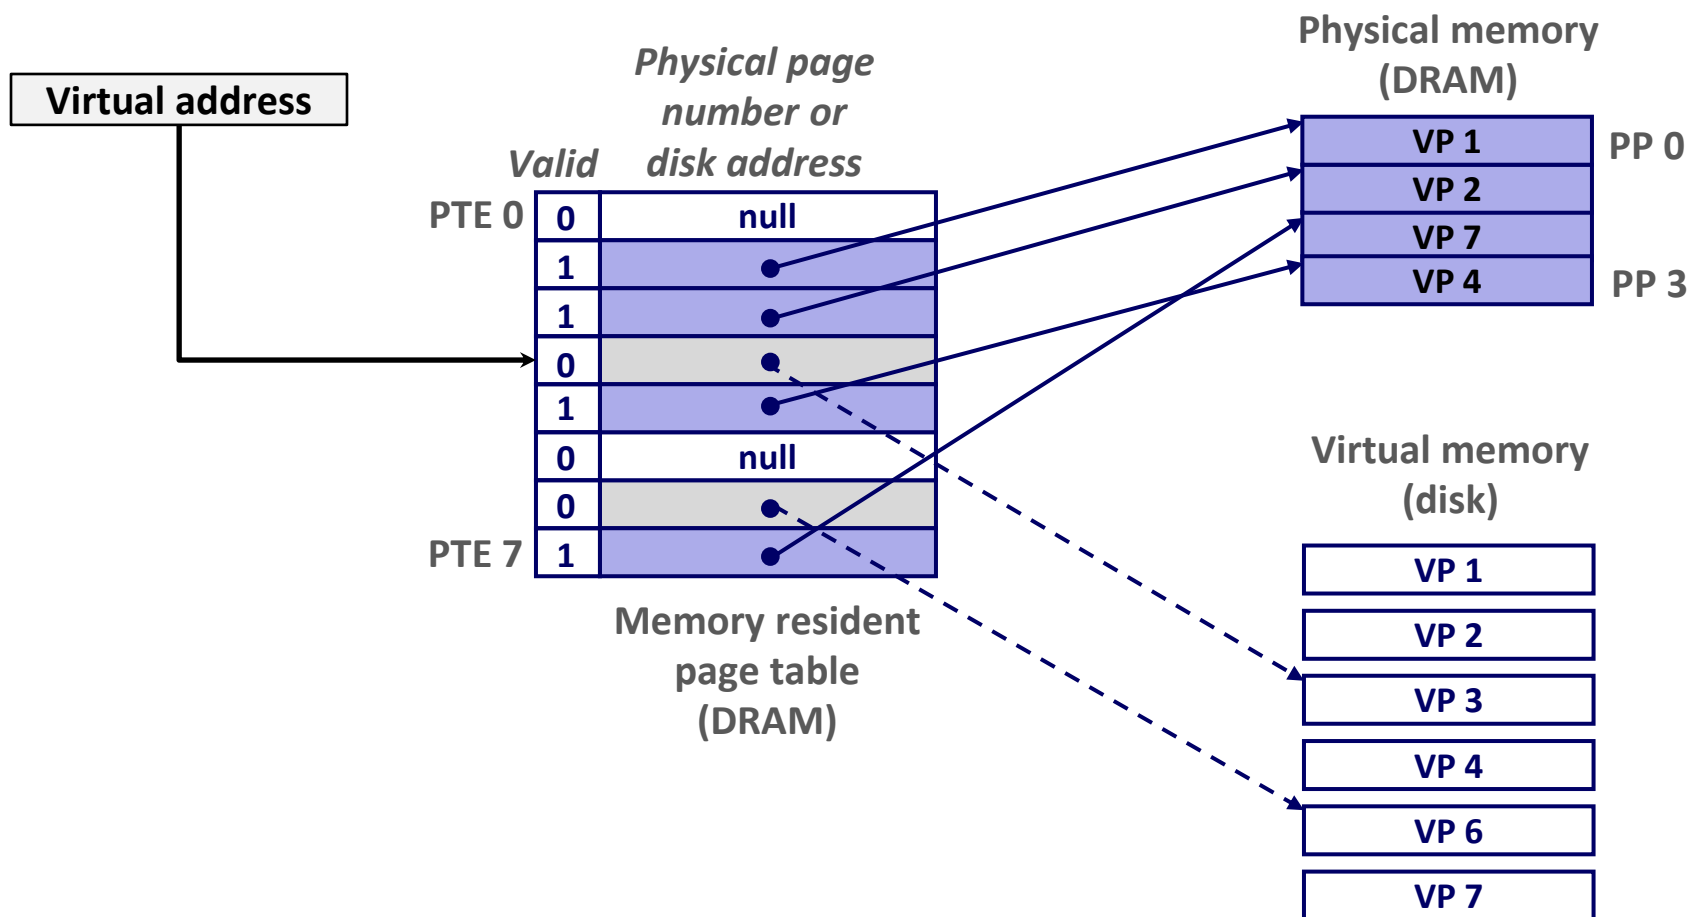 Virtual address
Physical page
number or
disk address
Valid
PTE 0
0
null
1
1
0
1
0
null
0
PTE 7
1
Memory resident
page table
(DRAM)
Physical memory
(DRAM)
VP 1
PP 0
VP 2
VP 7
VP 4
PP 3
Virtual memory
(disk)
VP 1
VP 2
VP 3
VP 4
VP 6
VP 7